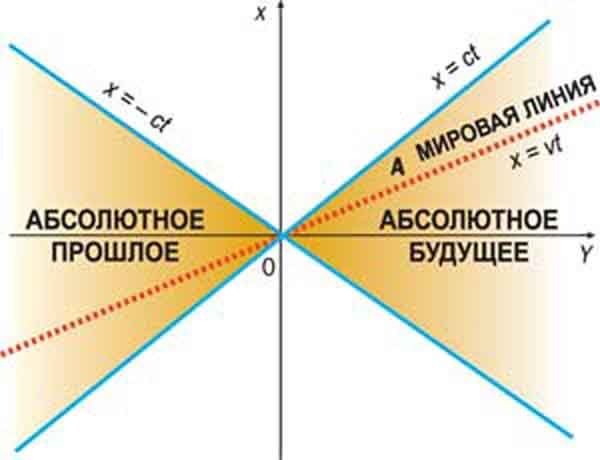 x
x = ct
x = – ct
A МИРОВАЯ ЛИНИЯ
x = vt
АБСОЛЮТНОЕ
ПРОШЛОЕ
АБСОЛЮТНОЕ
БУДУЩЕЕ
0
Y